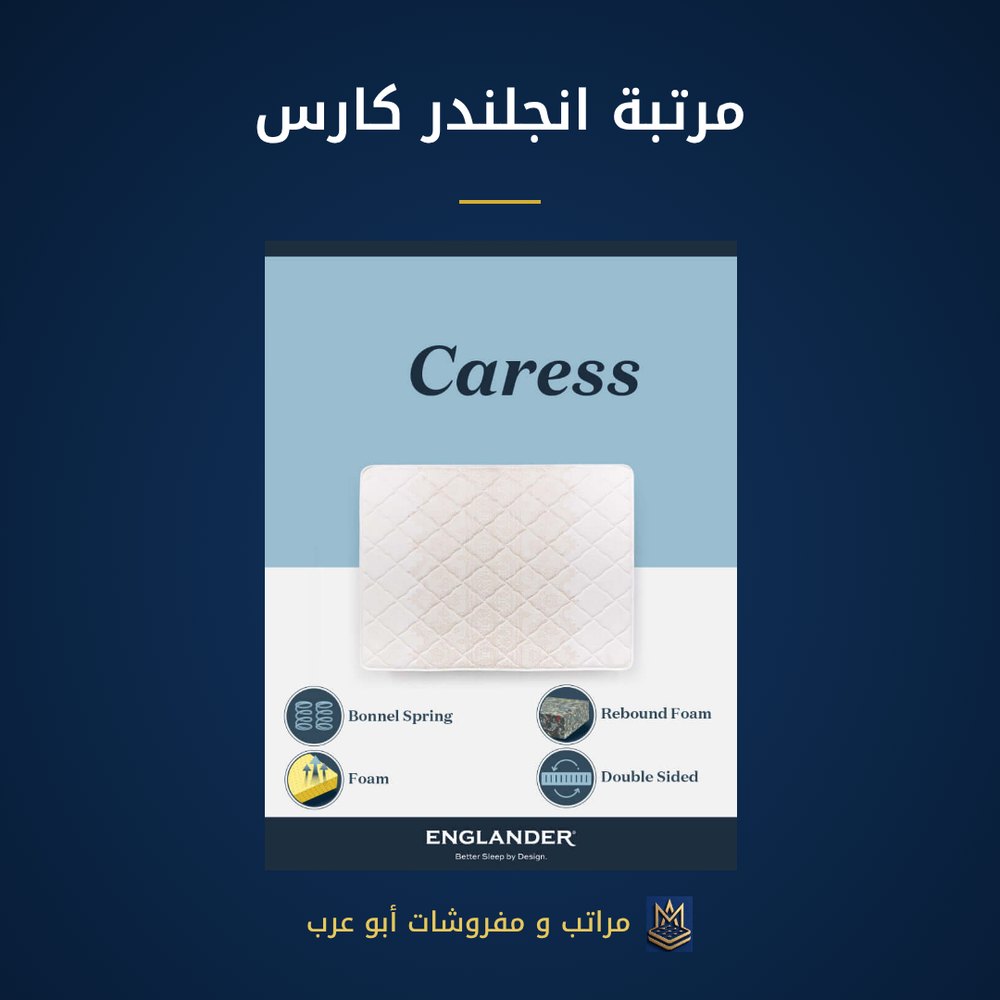 مرتبة انجلندر كارس
Caress
Bonnel Spring
Rebound Foam
Foam
Double Sided
ENGLANDER®
Better Sleep by Design.
مراتب و مفروشات أبو عرب